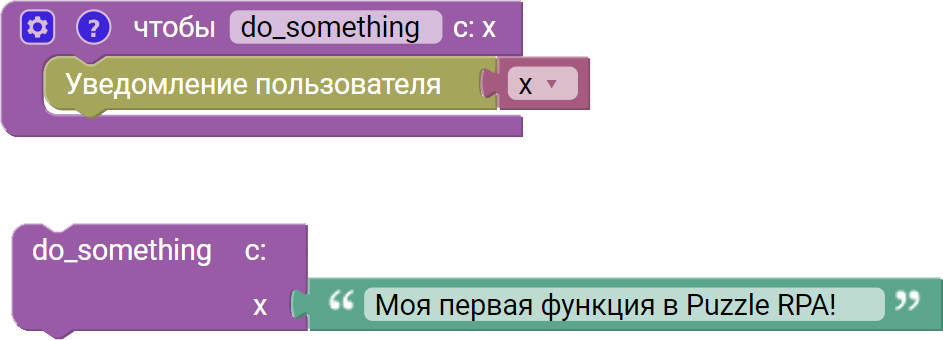 ? чтобы do_something с: x
Уведомление пользователя x
do_something с:
x “ Моя первая функция в Puzzle RPA! ”